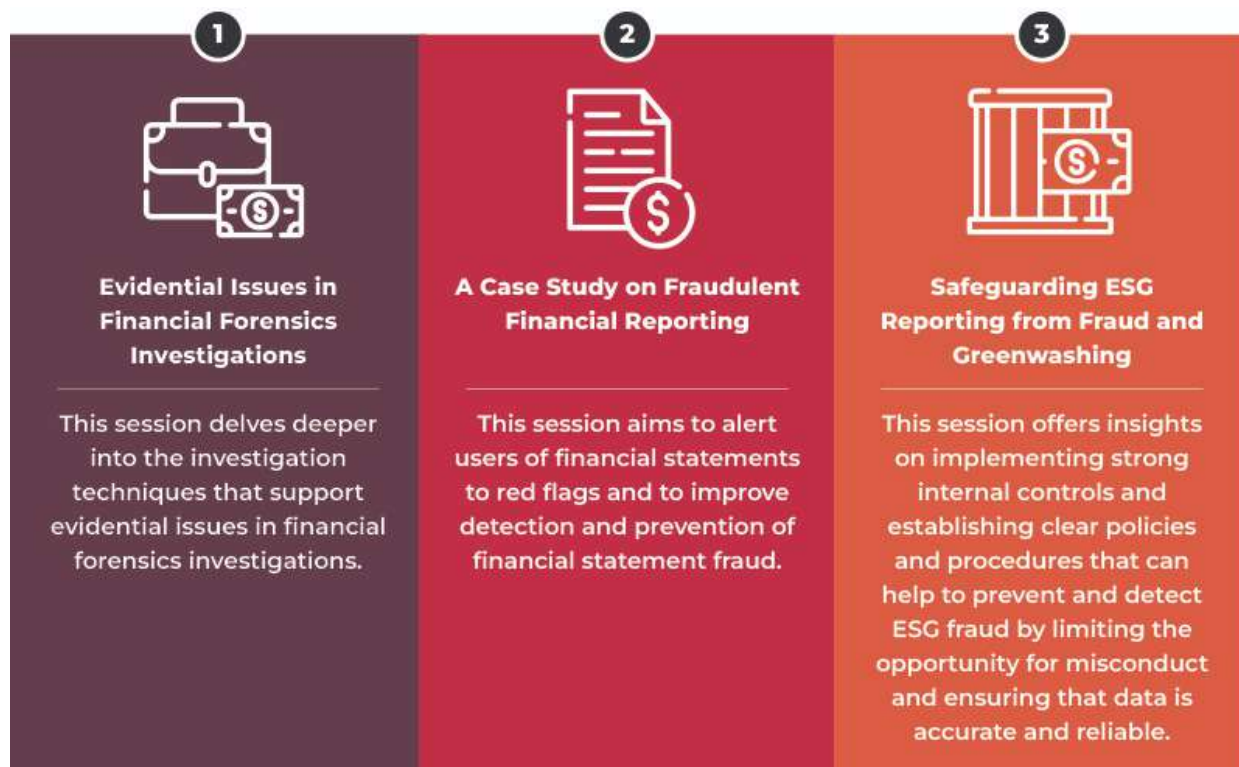 1
Evidential Issues in
Financial Forensics
Investigations
This session delves deeper
into the investigation
techniques that support
evidential issues in financial
forensics investigations.
2
$
A Case Study on Fraudulent
Financial Reporting
This session aims to alert
users of financial statements
to red flags and to improve
detection and prevention of
financial statement fraud.
3
Safeguarding ESG
Reporting from Fraud and
Greenwashing
This session offers insights
on implementing strong
internal controls and
establishing clear policies
and procedures that can
help to prevent and detect
ESG fraud by limiting the
opportunity for misconduct
and ensuring that data is
accurate and reliable.